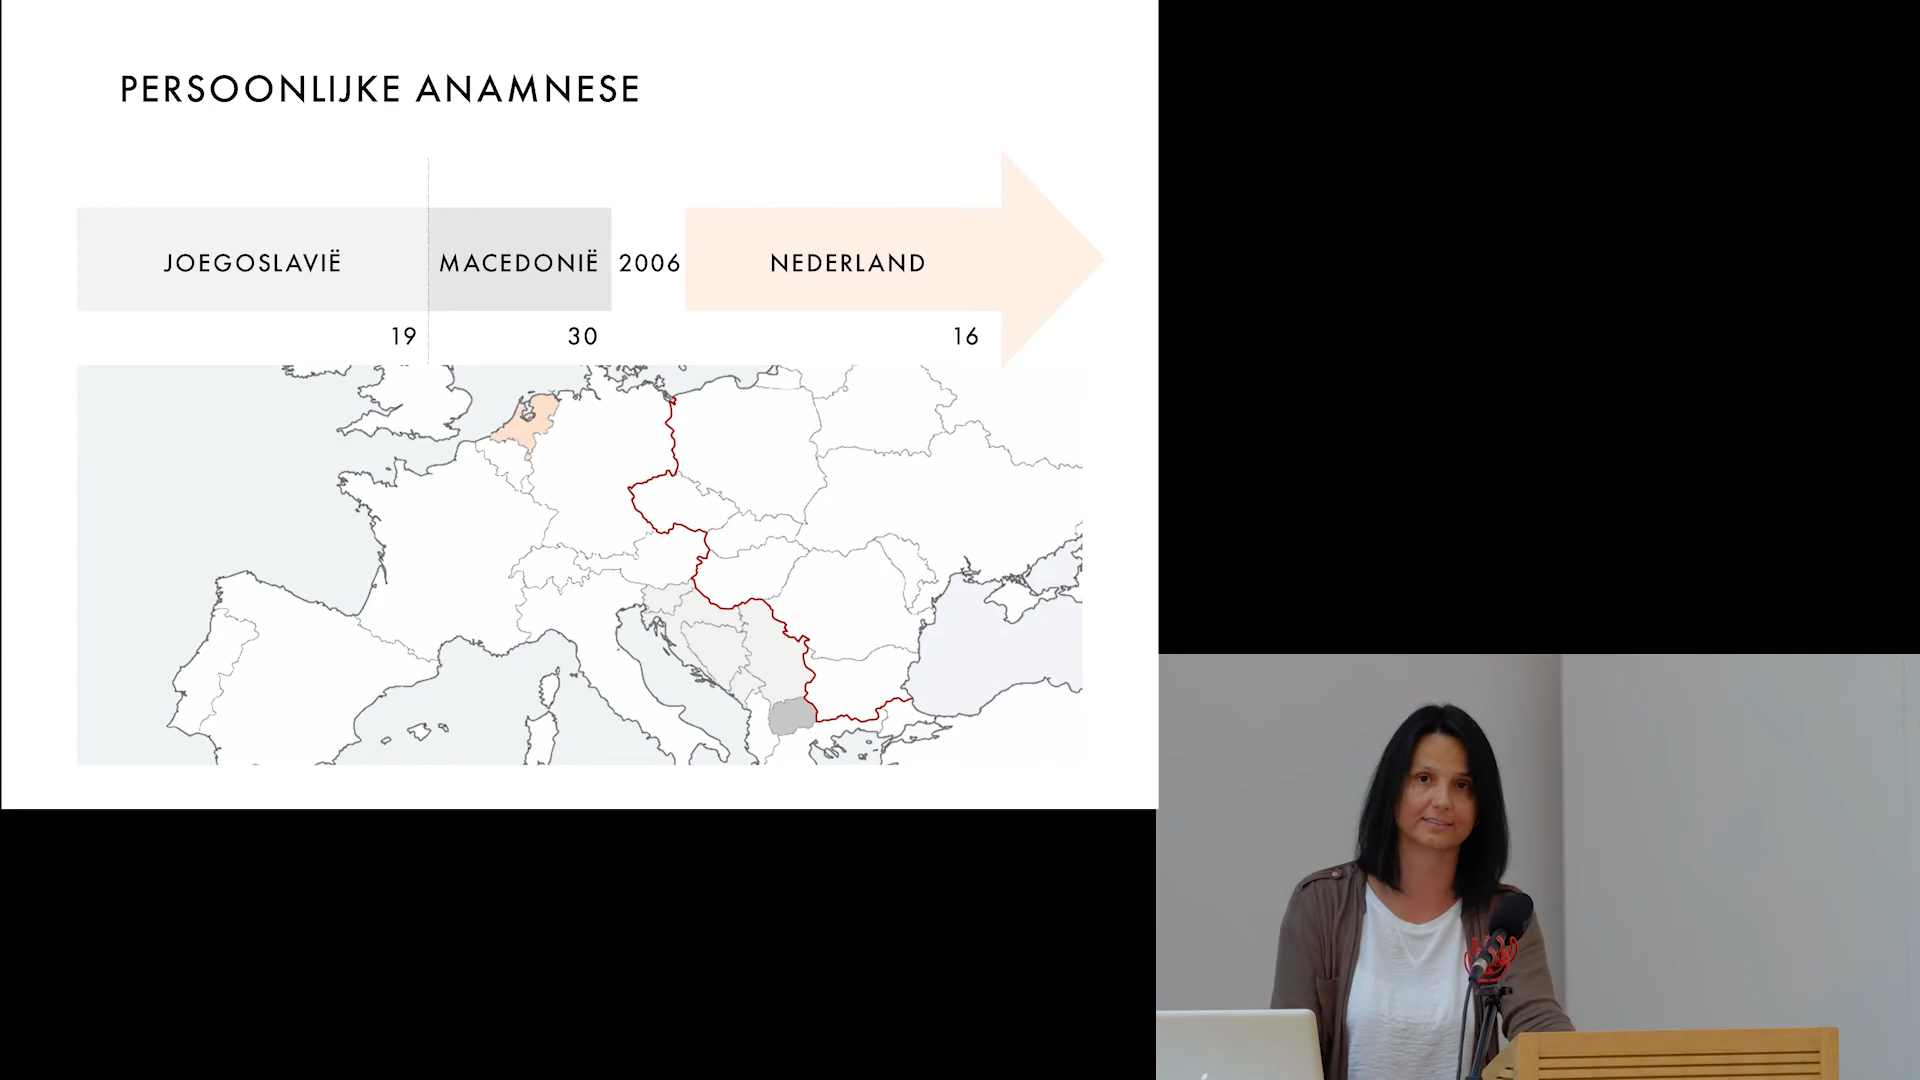 PERSOONLIJKE ANAMNESE
JOEGOSLAVIË MACEDONIË 2006 NEDERLAND
19 30 16